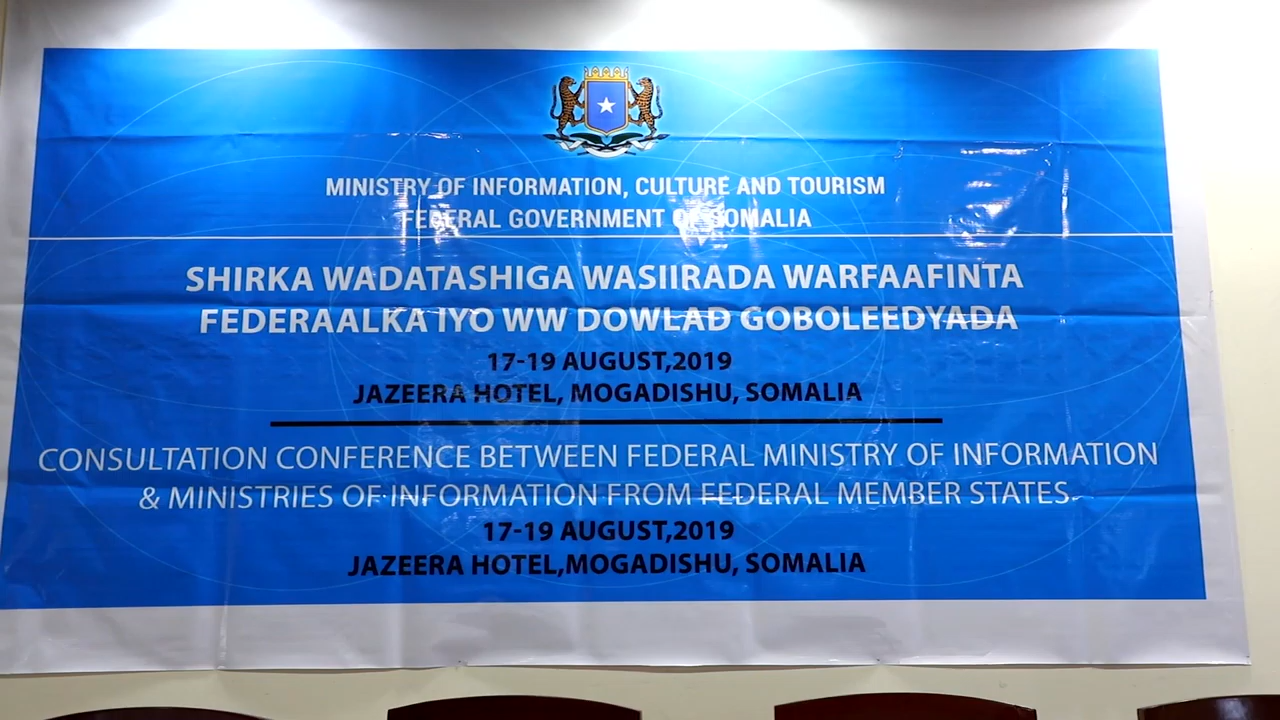 MINISTRY OF INFORMATION, CULTURE AND TOURISM
FEDERAL GOVERNMENT OF SOMALIA
SHIRKA WADATASHIGA WASIIRADA WARFAAFINTA
FEDERAALKA IYO WW DOWLAD GOBOLEEDYADA
17-19 AUGUST,2019
JAZEERA HOTEL, MOGADISHU, SOMALIA
CONSULTATION CONFERENCE BETWEEN FEDERAL MINISTRY OF INFORMATION
& MINISTRIES OF INFORMATION FROM FEDERAL MEMBER STATES.
17-19 AUGUST,2019
JAZEERA HOTEL,MOGADISHU, SOMALIA